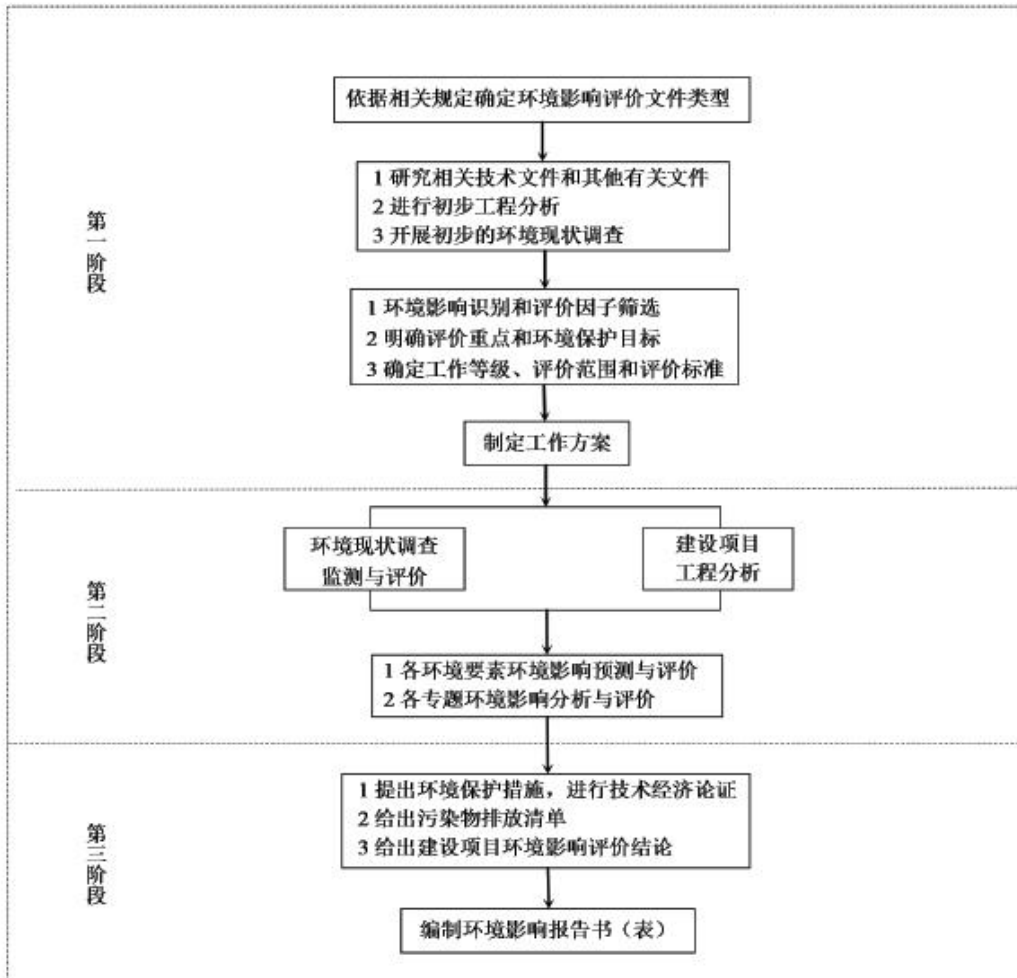 依据相关规定确定环境影响评价文件类型
1 研究相关技术文件和其他有关文件
2 进行初步工程分析
3 开展初步的环境现状调查
第一阶段
1 环境影响识别和评价因子筛选
2 明确评价重点和环境保护目标
3 确定工作等级、评价范围和评价标准
制定工作方案
环境现状调查
监测与评价
建设项目
工程分析
第二阶段
1 各环境要素环境影响预测与评价
2 各专题环境影响分析与评价
1 提出环境保护措施，进行技术经济论证
2 给出污染物排放清单
3 给出建设项目环境影响评价结论
第三阶段
编制环境影响报告书（表）